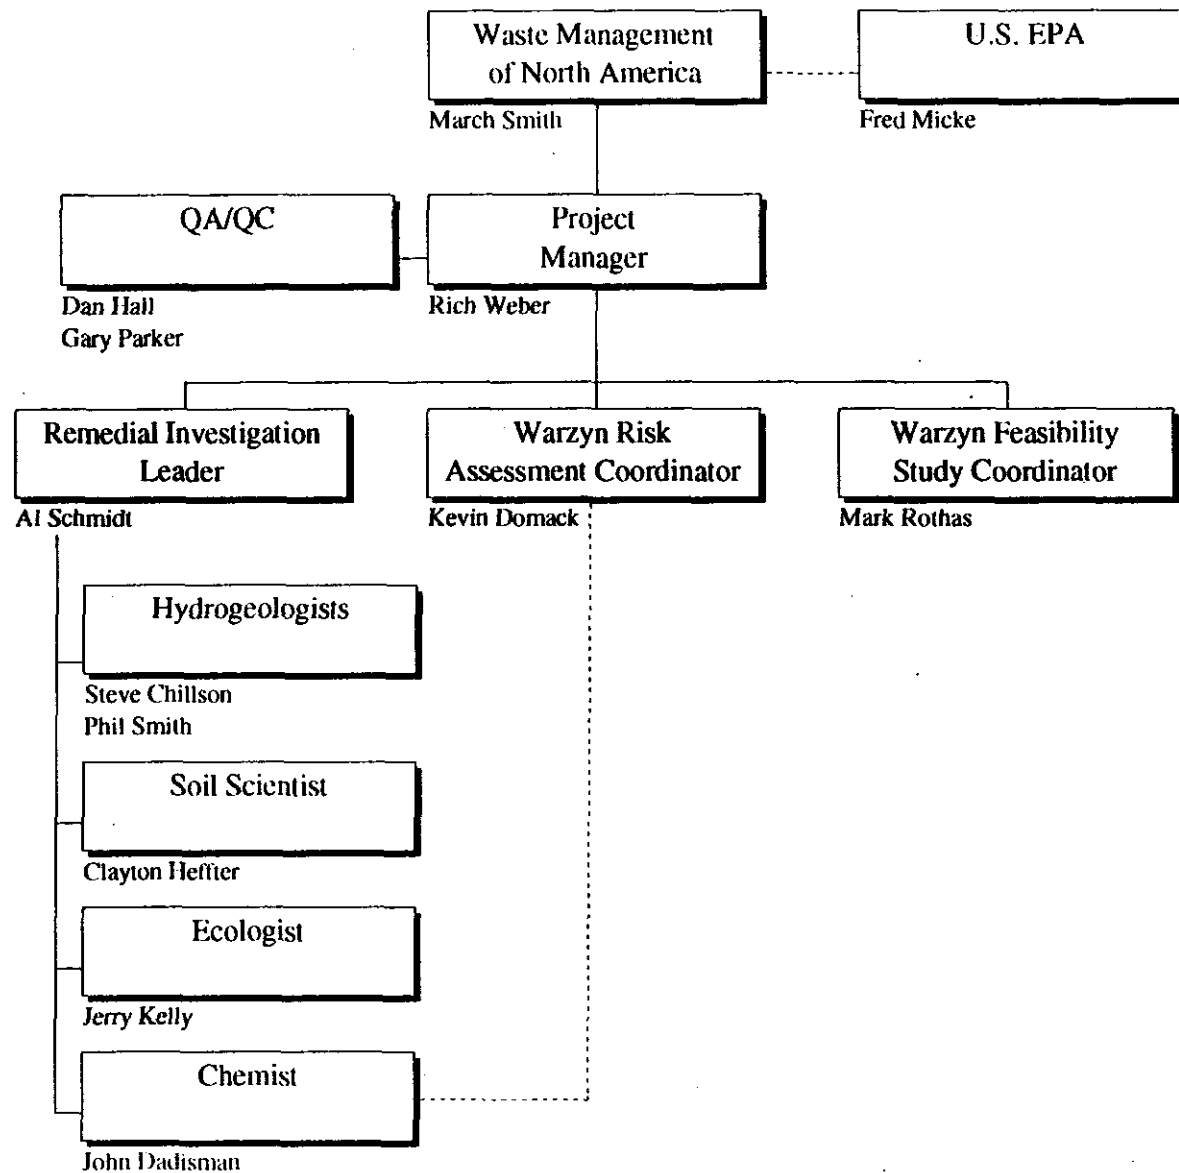 Waste Management
of North America
March Smith
U.S. EPA
Fred Micke
QA/QC
Dan Hall
Gary Parker
Project
Manager
Rich Weber
Remedial Investigation
Leader
Al Schmidt
Warzyn Risk
Assessment Coordinator
Kevin Domack
Warzyn Feasibility
Study Coordinator
Mark Rothas
Hydrogeologists
Steve Chillson
Phil Smith
Soil Scientist
Clayton Heffter
Ecologist
Jerry Kelly
Chemist
John Dadisman